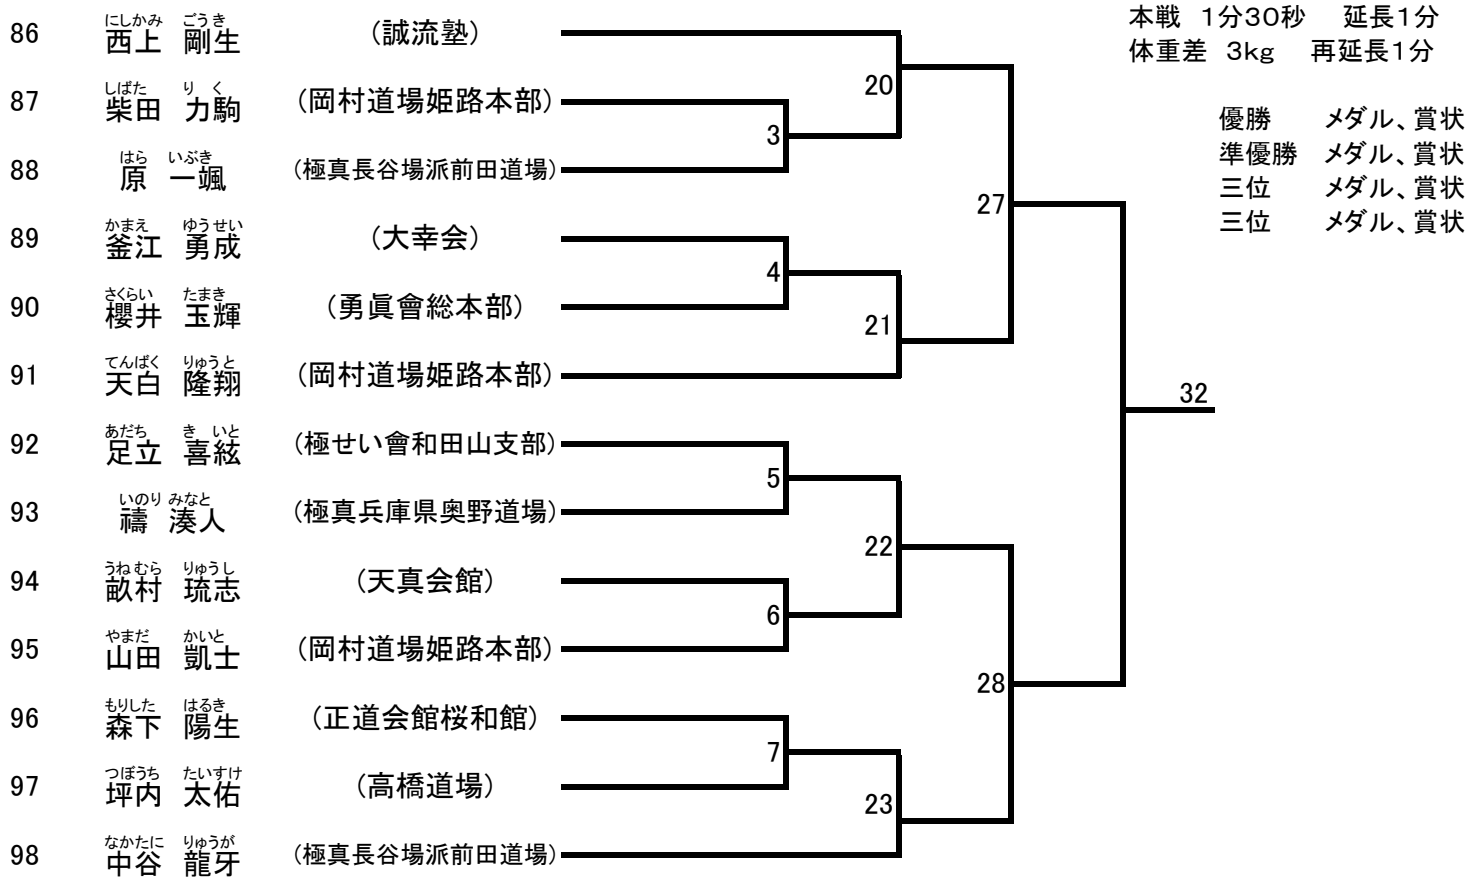 本戦 1分30秒 延長1分
体重差 3kg 再延長1分
優勝 メダル、賞状
準優勝 メダル、賞状
三位 メダル、賞状
三位 メダル、賞状
にしかみ ごうき
86 西上 剛生 (誠流塾)
20
しばた りく
87 柴田 力駒 (岡村道場姫路本部)
3
はら いぶき
88 原 一颯 (極真長谷場派前田道場)
27
かまえ ゆうせい
89 釜江 勇成 (大幸会)
4
さくらい たまき
90 櫻井 玉輝 (勇眞會総本部)
21
てんばく りゅうと
91 天白 隆翔 (岡村道場姫路本部)
32
あだち き いと
92 足立 喜絃 (極せい會和田山支部)
5
いのり みなと
93 禱 湊人 (極真兵庫県奥野道場)
22
うねむら りゅうし
94 畝村 琉志 (天真会館)
6
やまだ かいと
95 山田 凱士 (岡村道場姫路本部)
28
もりした はるき
96 森下 陽生 (正道会館桜和館)
7
つぼうち たいすけ
97 坪内 太佑 (高橋道場)
23
なかたに りゅうが
98 中谷 龍牙 (極真長谷場派前田道場)